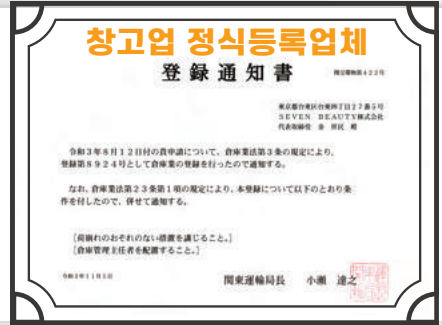 창고업 정식등록업체
登録通知書
東京都台東区台東四丁目27番5号
SEVEN BEAUTY株式会社
代表取締役 金
令和3年8月12日付の貴申請について、倉庫業法第3条の規定により、
登録第8924号として倉庫業の登録を行ったので通知する。
なお、倉庫業法第23条第1項の規定により、本登録について以下のとおり条
件を付したので、併せて通知する。
[荷崩れのおそれのない措置を講じること。]
[倉庫管理主任者を配置すること。]
関東運輸局長 小瀬 達之